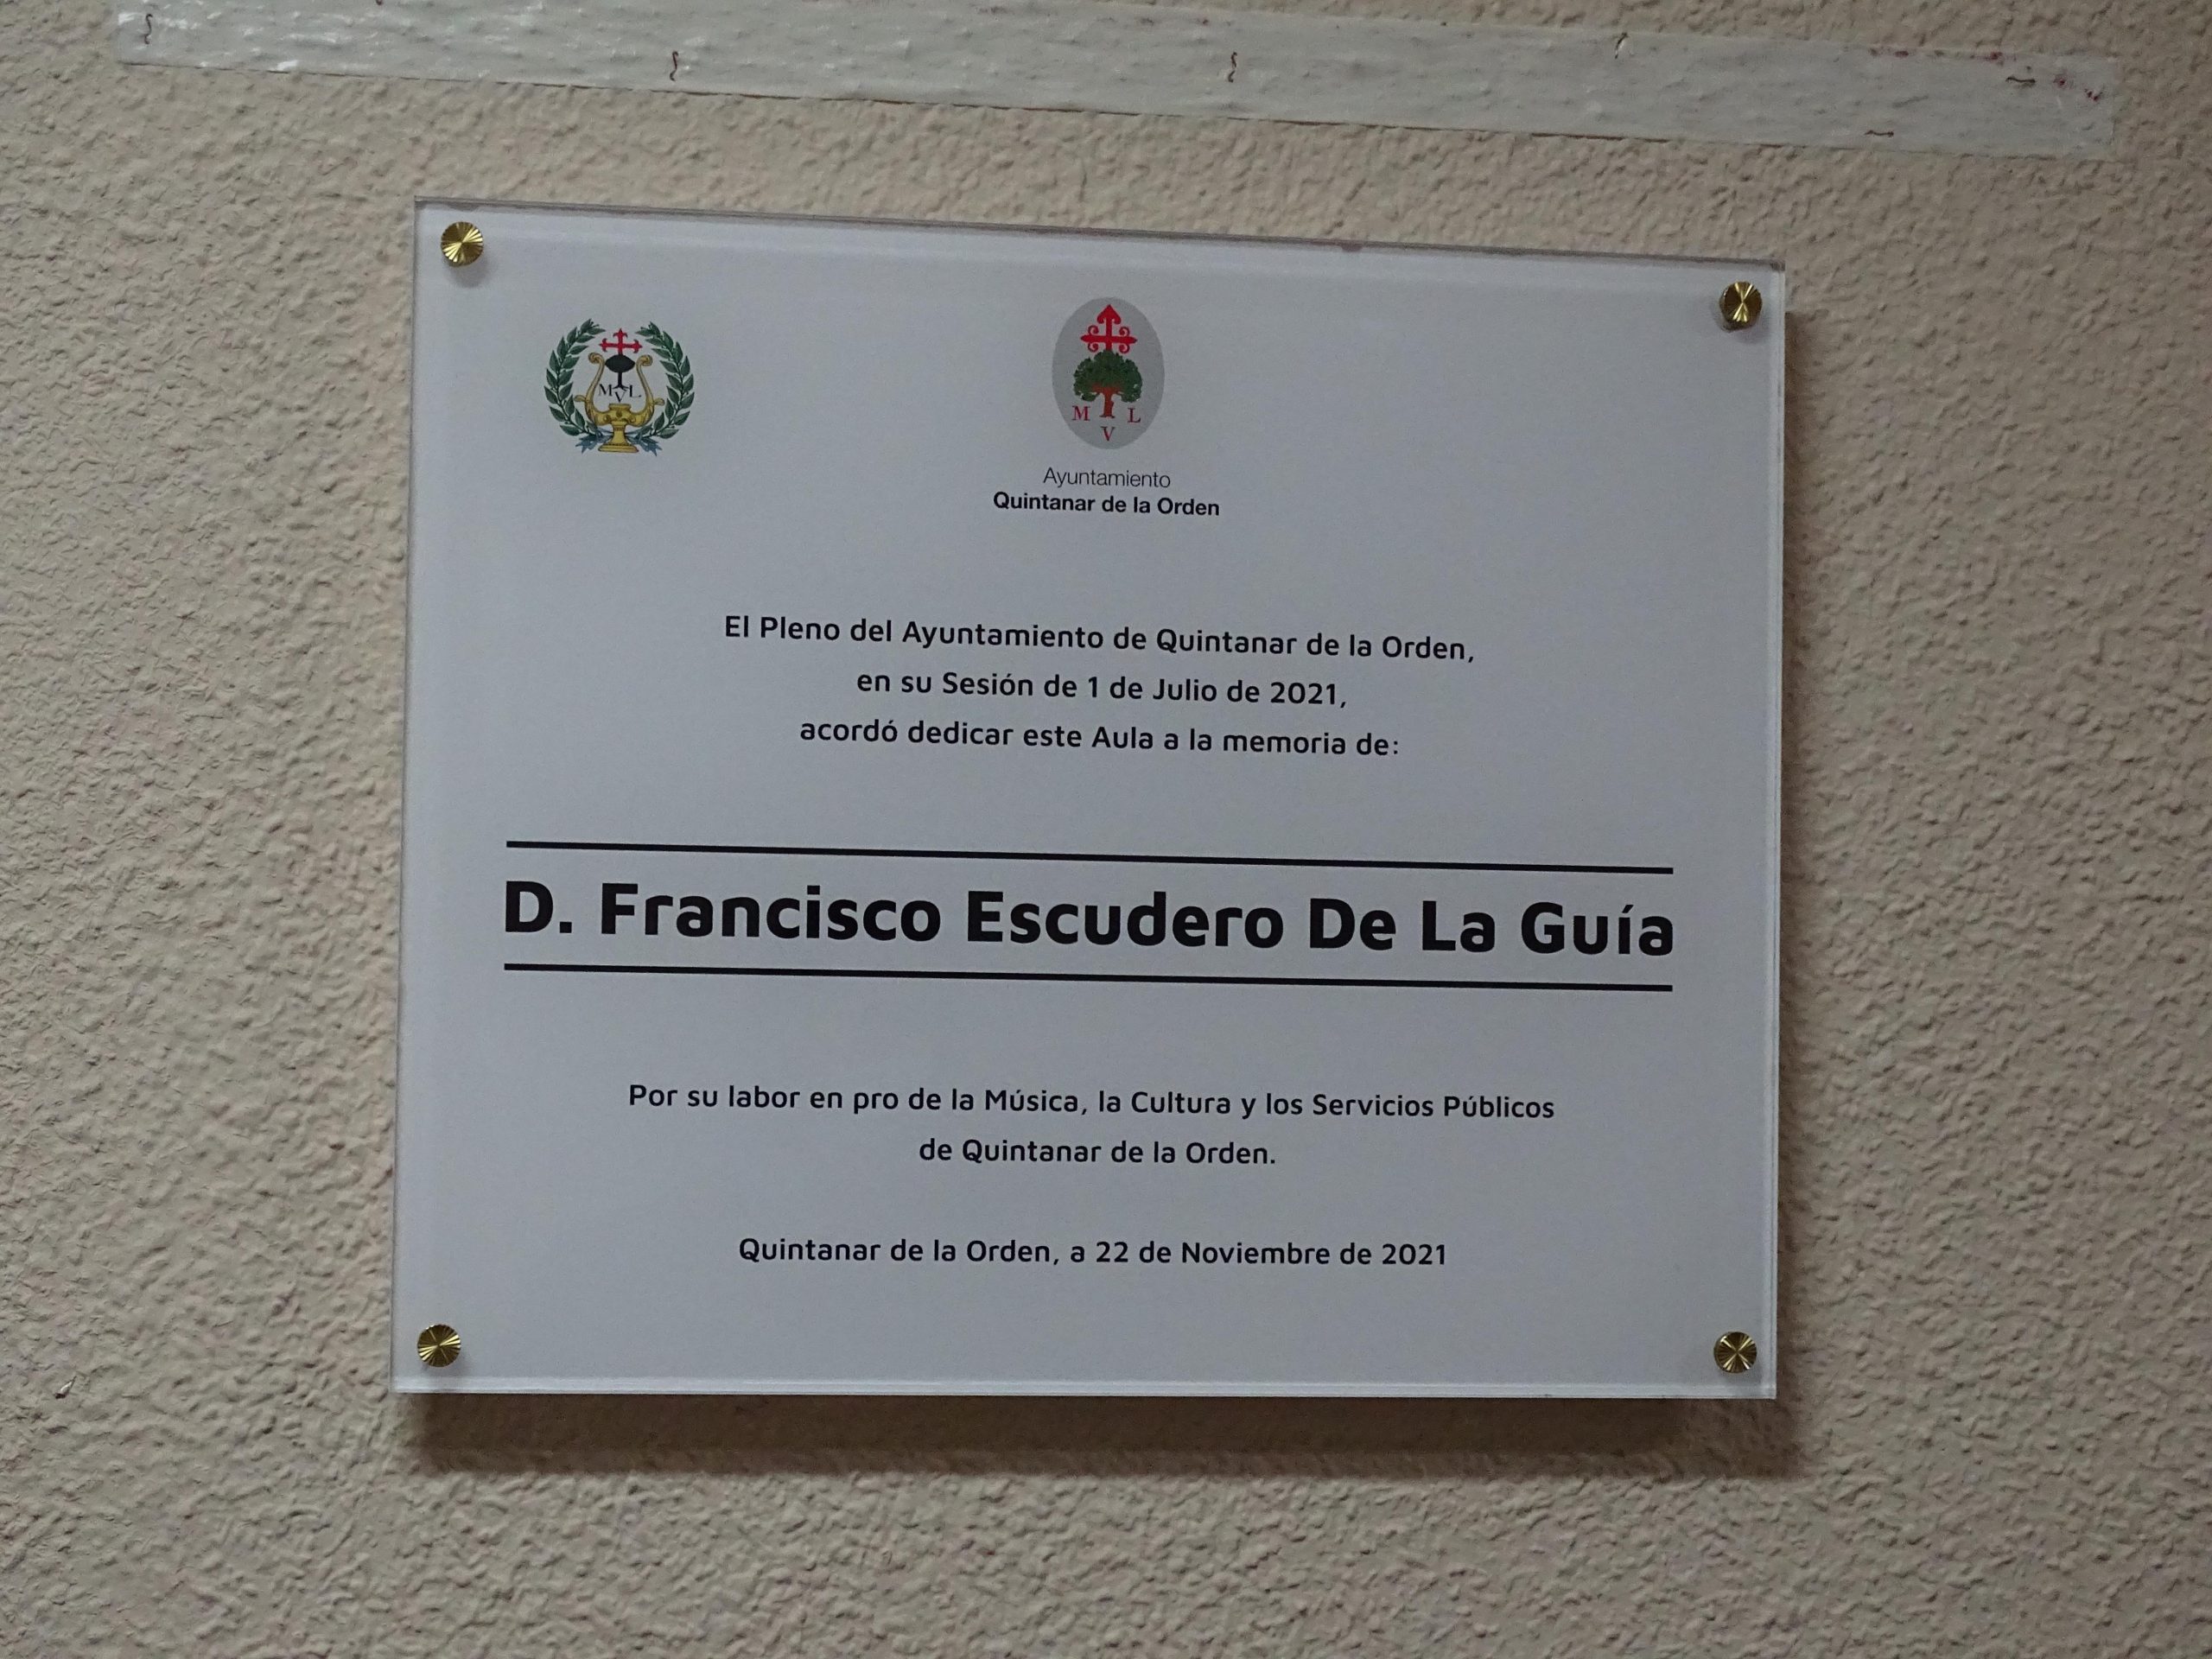 M L
V
M L
V
Ayuntamiento
Quintanar de la Orden
El Pleno del Ayuntamiento de Quintanar de la Orden,
en su Sesión de 1 de Julio de 2021,
acordó dedicar este Aula a la memoria de:
D. Francisco Escudero De La Guía
Por su labor en pro de la Música, la Cultura y los Servicios Públicos
de Quintanar de la Orden.
Quintanar de la Orden, a 22 de Noviembre de 2021